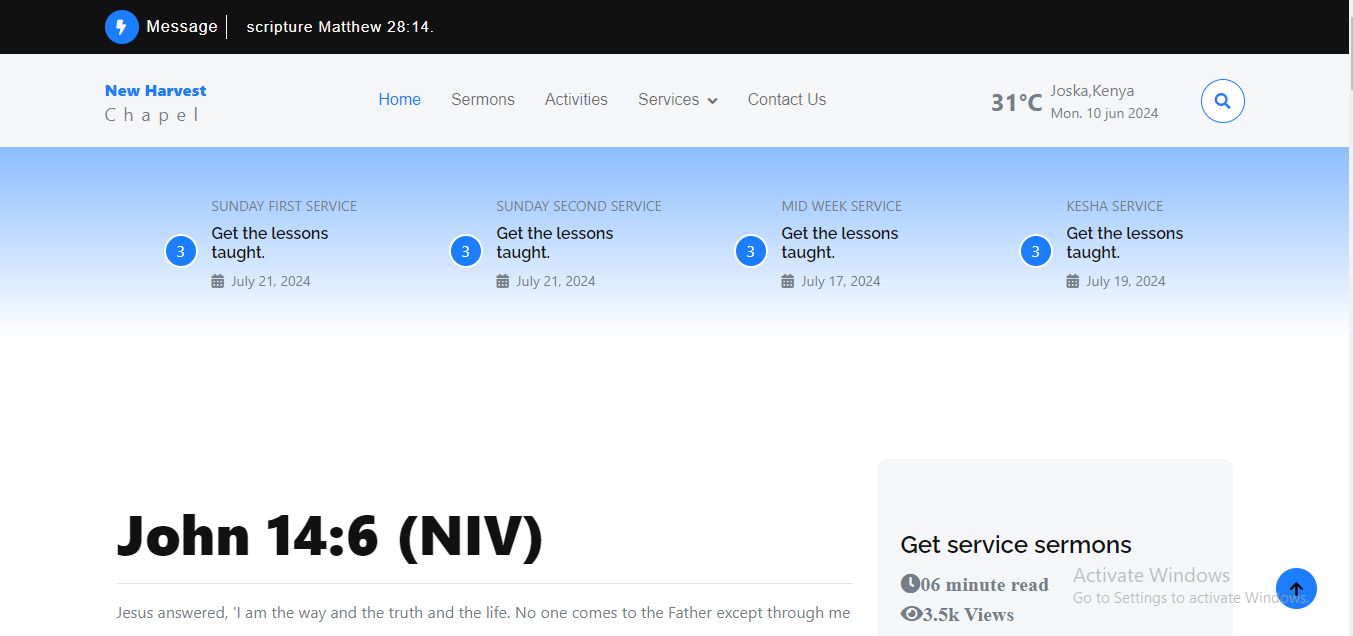 Message
scripture Matthew 28:14.
New Harvest
Chapel
Home
Sermons
Activities
Services
Contact Us
31°C
Joska,Kenya
Mon. 10 jun 2024
SUNDAY FIRST SERVICE
3
Get the lessons
taught.
July 21, 2024
SUNDAY SECOND SERVICE
3
Get the lessons
taught.
July 21, 2024
MID WEEK SERVICE
3
Get the lessons
taught.
July 17, 2024
KESHA SERVICE
3
Get the lessons
taught.
July 19, 2024
John 14:6 (NIV)
Jesus answered, 'I am the way and the truth and the life. No one comes to the Father except through me
Get service sermons
06 minute read
3.5k Views
Activate Windows
Go to Settings to activate Windows.